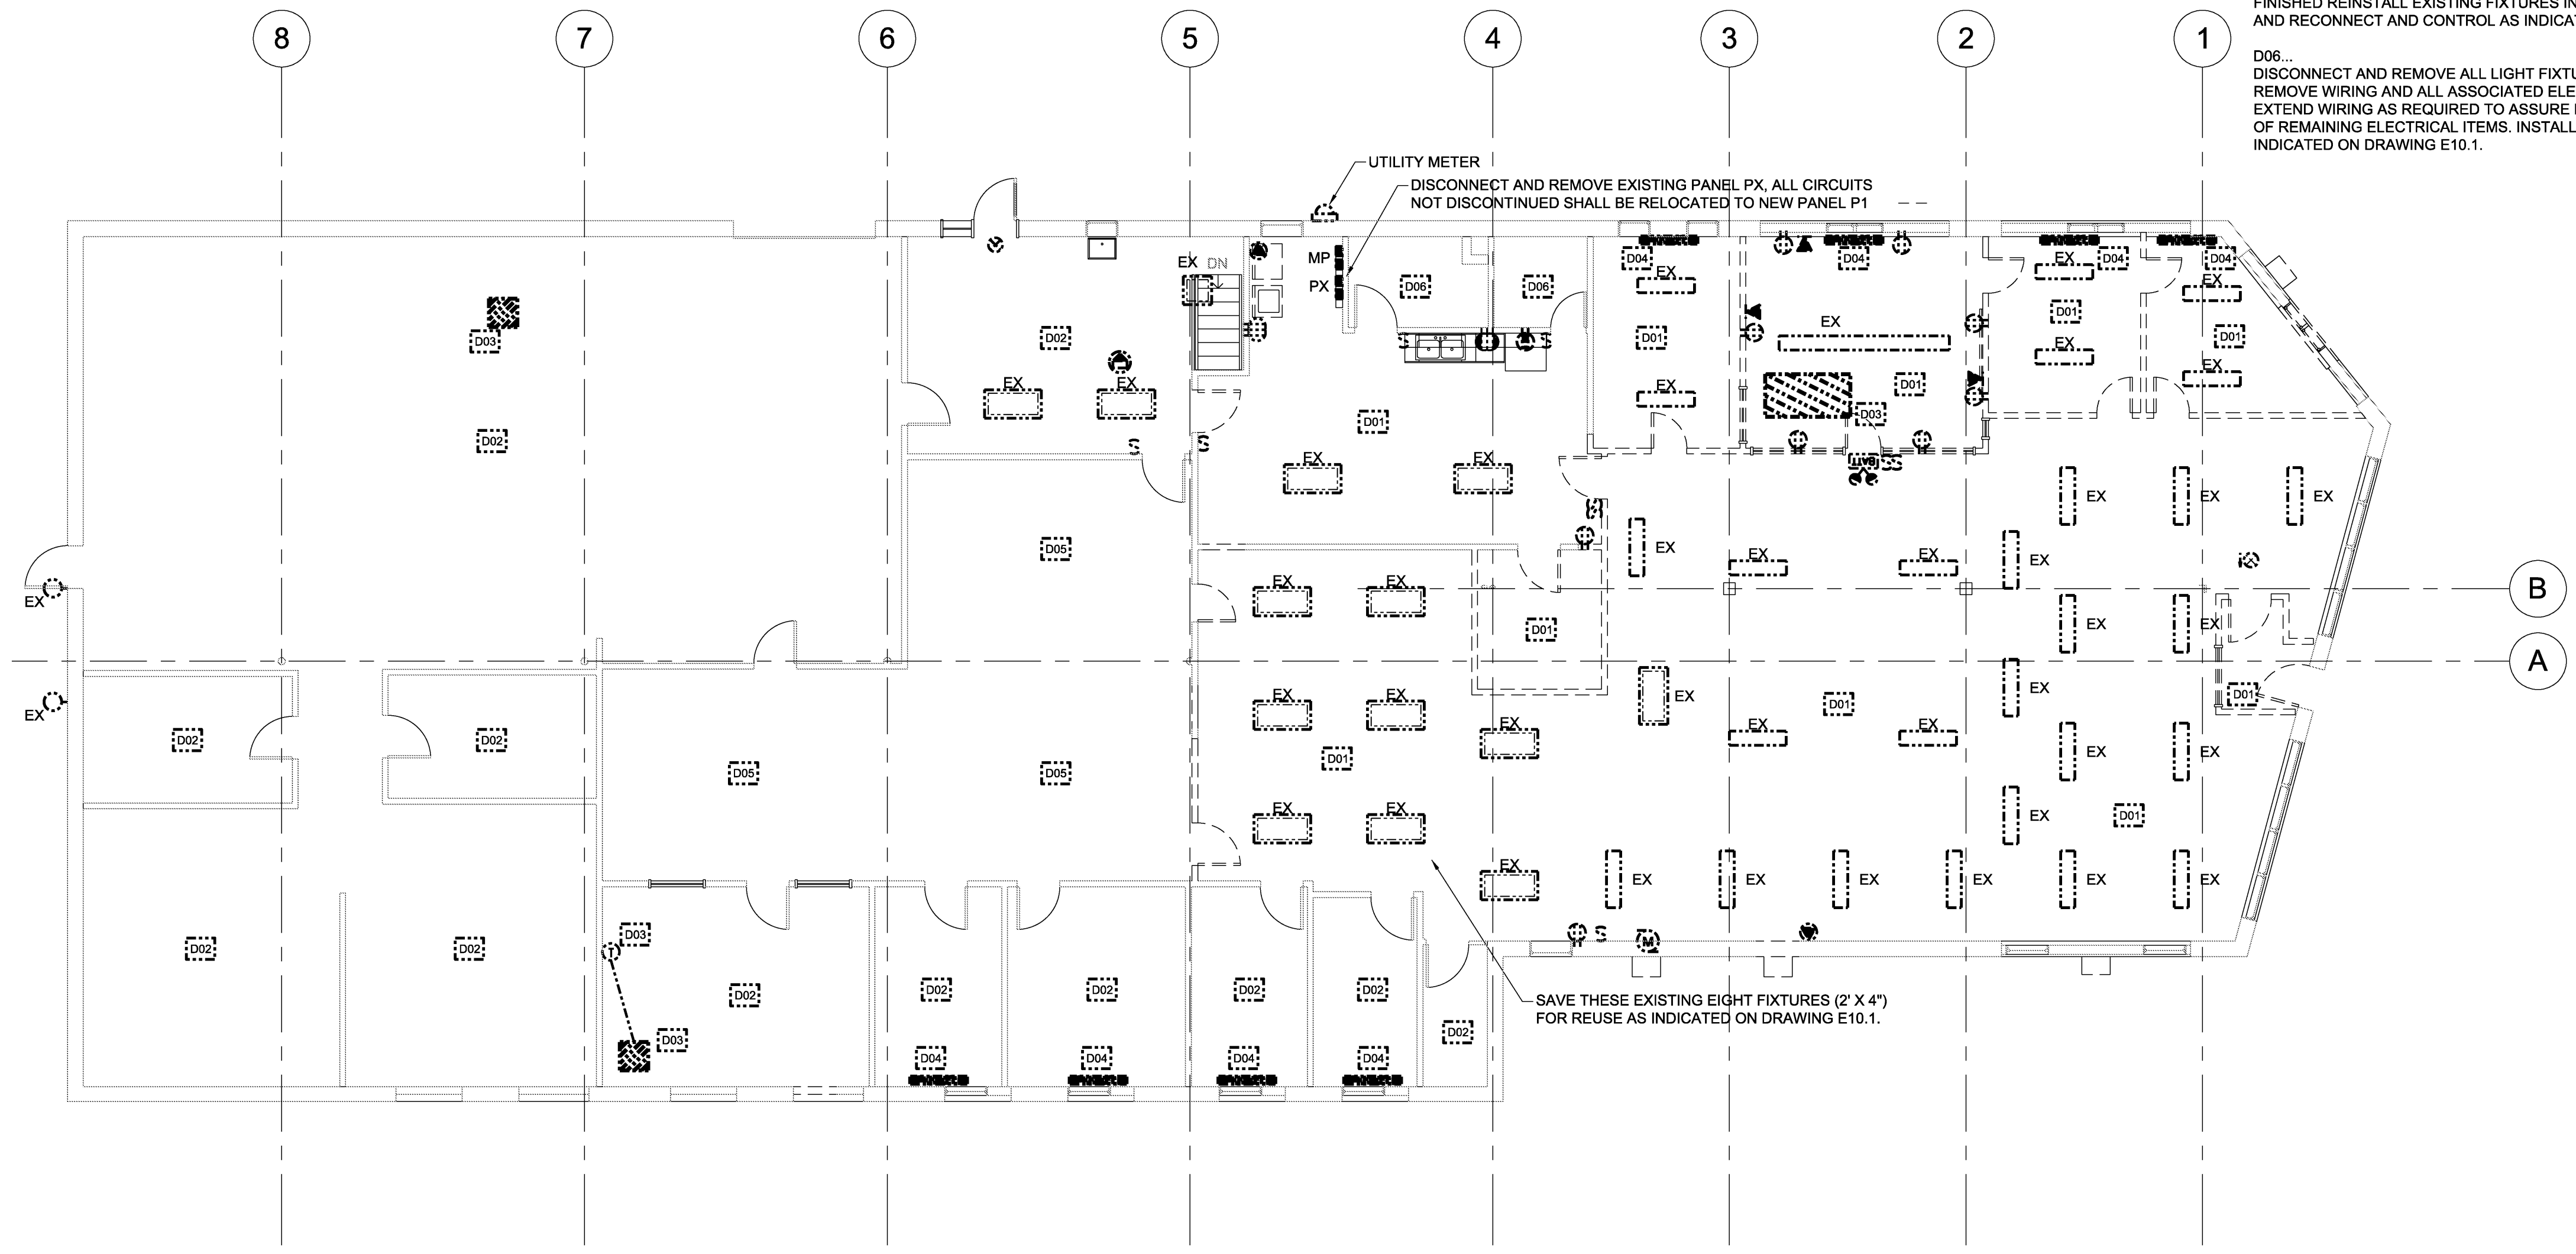 FINISHED REINSTALL EXISTING FIXTURES IN
AND RECONNECT AND CONTROL AS
8 7 6 5 4 3 2 1
D06...
DISCONNECT AND REMOVE ALL LIGHT
REMOVE WIRING AND ALL ASSOCIATED
EXTEND WIRING AS REQUIRED TO ASSURE
OF REMAINING ELECTRICAL ITEMS. INSTALL
INDICATED ON DRAWING E10.1.
UTILITY METER
DISCONNECT AND REMOVE EXISTING PANEL PX, ALL CIRCUITS
NOT DISCONTINUED SHALL BE RELOCATED TO NEW PANEL P1
MP
D04 D04 D04 D04
EX DN EX EX EX
PX D06 D06
D03 D02 D01 EX D01 D01
EX EX EX D01 EX EX
D02 D01 D03
S S S S
EX EX BATT SS
EX EX EX
S
D05 EX EX EX EX
EX EX
B
EX D01 EX EX
A
EX EX EX EX EX D01
D02 D02 D01 D01
EX EX EX
D05 D05 EX EX
EX EX EX D01
EX EX EX EX EX EX EX
D02 D02 D03 S M
T
D02 D02 D02 D02 D02
SAVE THESE EXISTING EIGHT FIXTURES (2' X 4")
FOR REUSE AS INDICATED ON DRAWING E10.1.
D03 D02
D04 D04 D04 D04